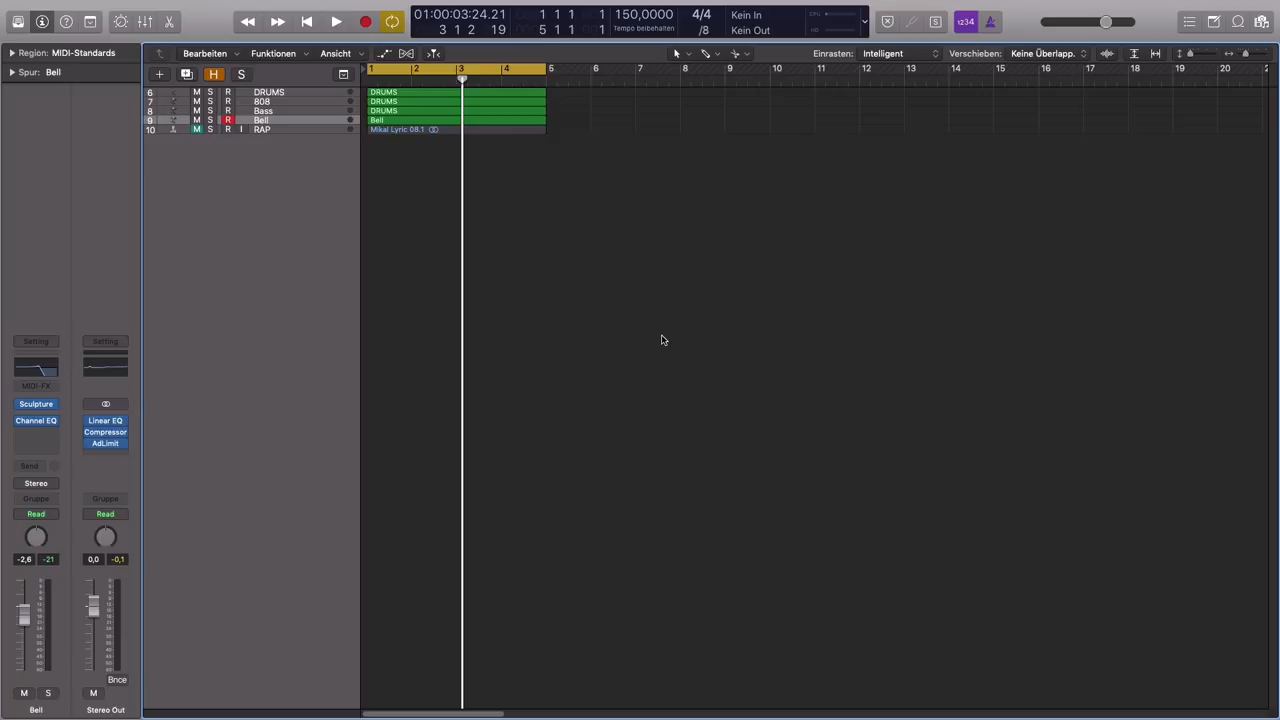 01:00:03:24.21
3 1 2 19
1 1 1 1
5 1 1 1
150,0000
Tempo beibehalten
4/4
/8
Kein In
Kein Out
CPU
HD
S
1234
Region: MIDI-Standards
Bearbeiten
Funktionen
Ansicht
Einrasten: Intelligent
Verschieben: Keine Überlapp.
Spur: Bell
H
S
1 2 3 4 5 6 7 8 9 10 11 12 13 14 15 16 17 18 19 20
6 M S R DRUMS
DRUMS
7 M S R 808
DRUMS
8 M S R Bass
DRUMS
9 M S R Bell
Bell
10 M S R I RAP
Mikal Lyric 08.1
Setting
Setting
MIDI-FX
Sculpture
Channel EQ
Linear EQ
Compressor
AdLimit
Send
Stereo
Gruppe
Gruppe
Read
Read
-2,6 -21
0,0 -0,1
Bnce
M S
M
Bell
Stereo Out